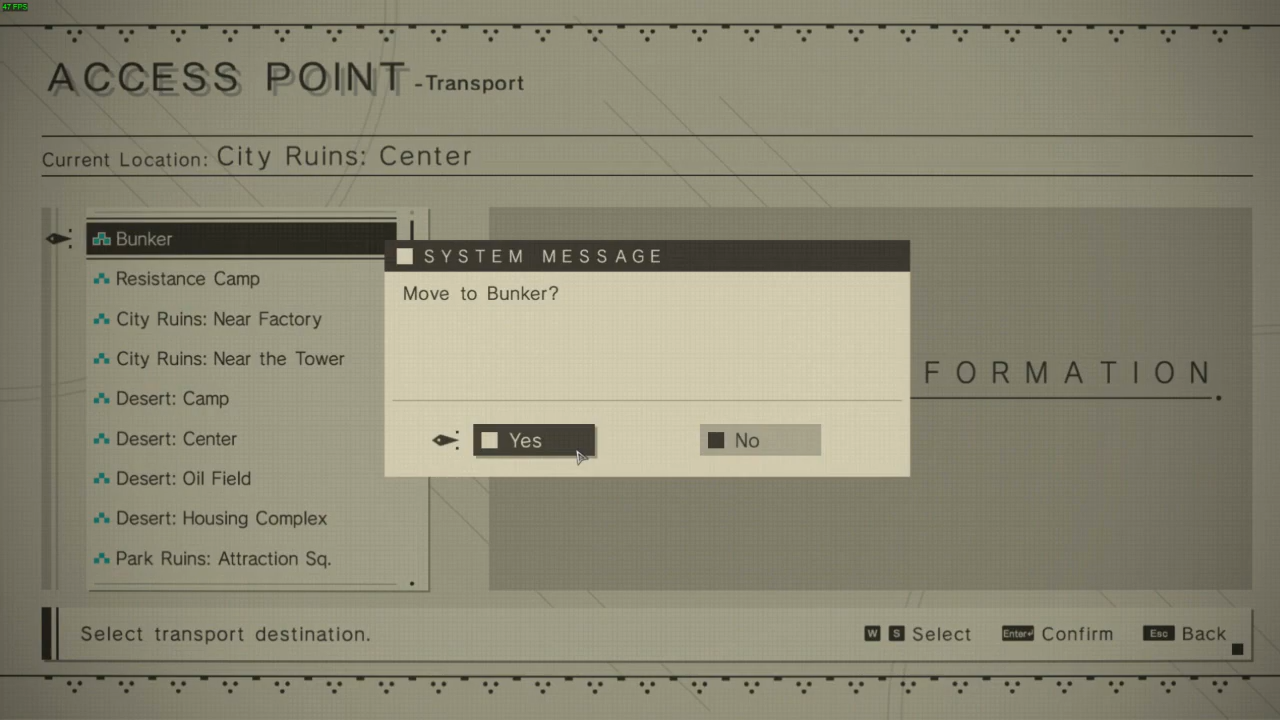 47 FPS
ACCESS POINT -Transport
Current Location: City Ruins: Center
Bunker
Resistance Camp
City Ruins: Near Factory
City Ruins: Near the Tower
Desert: Camp
Desert: Center
Desert: Oil Field
Desert: Housing Complex
Park Ruins: Attraction Sq.
SYSTEM MESSAGE
Move to Bunker?
Yes
No
FORMATION
Select transport destination.
W S Select
Enter↵ Confirm
Esc Back